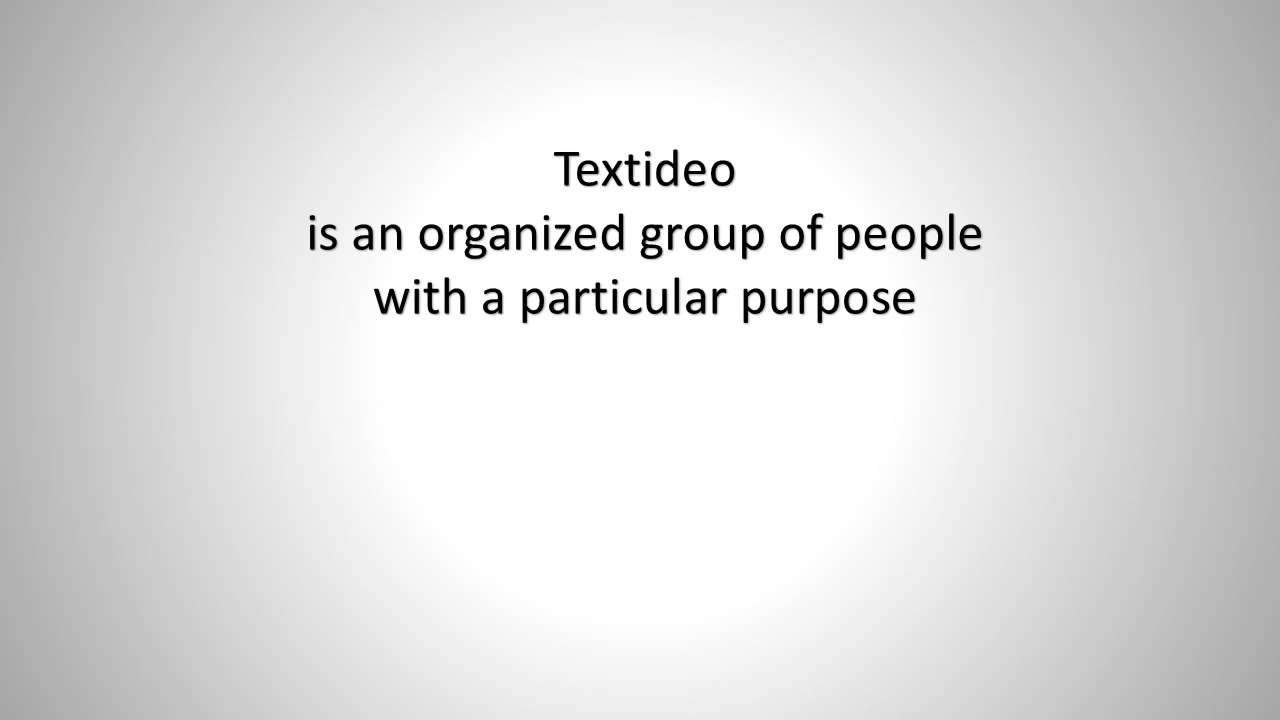 Textideo
is an organized group of people
with a particular purpose